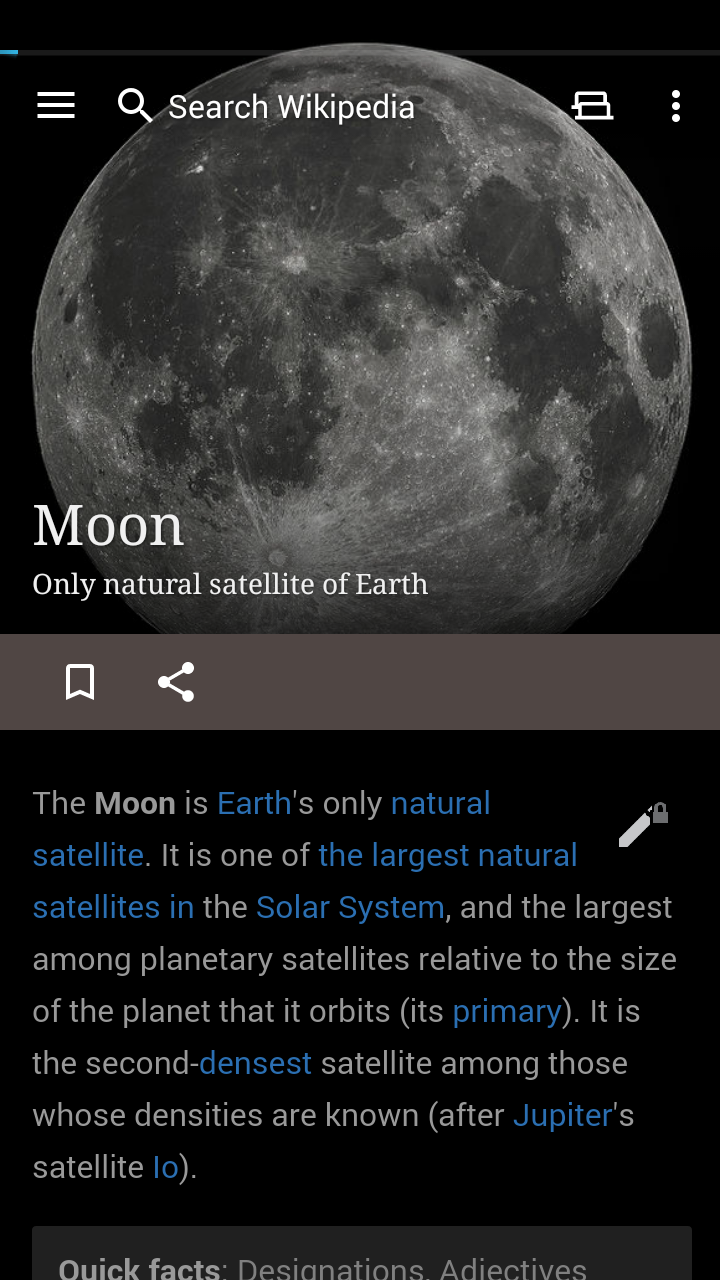 Search Wikipedia
Moon
Only natural satellite of Earth
The Moon is Earth's only natural
satellite. It is one of the largest natural
satellites in the Solar System, and the largest
among planetary satellites relative to the size
of the planet that it orbits (its primary). It is
the second-densest satellite among those
whose densities are known (after Jupiter's
satellite Io).
Quick facts: Designations, Adjectives